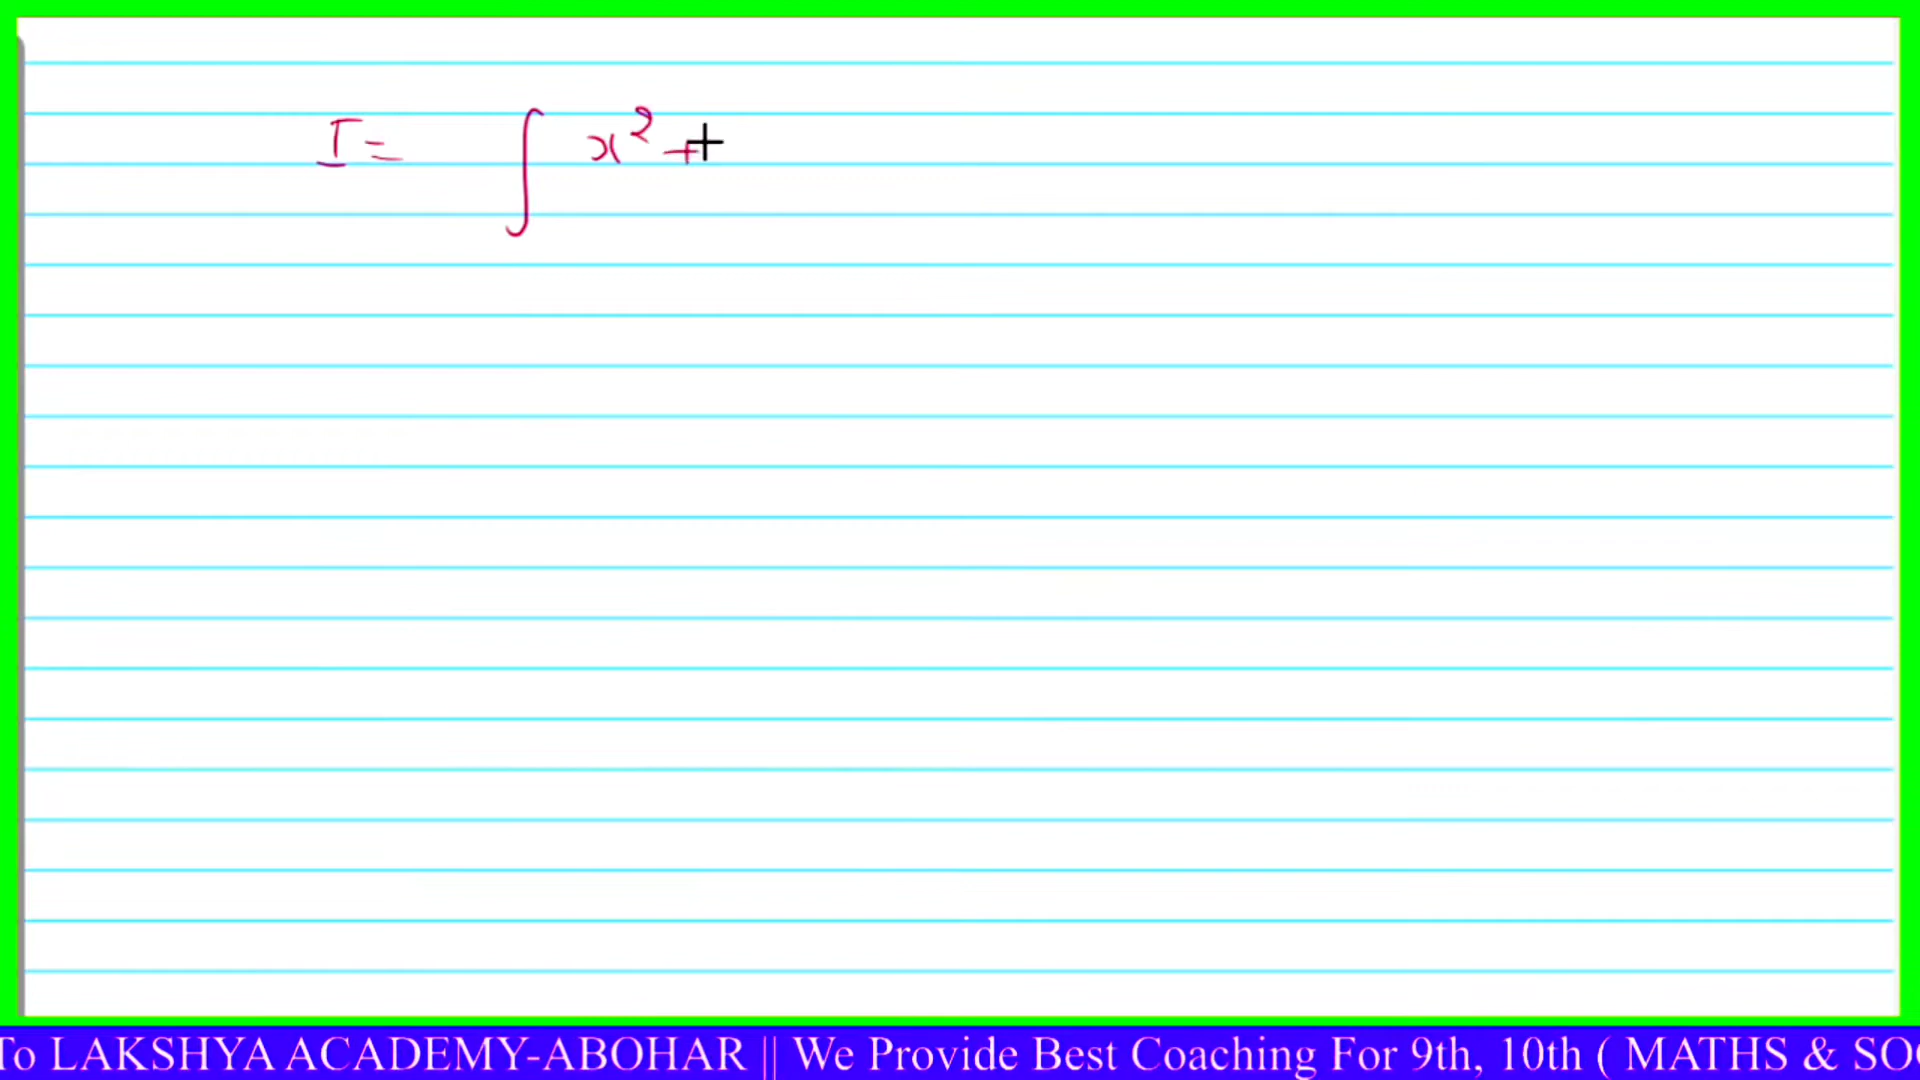 I = ∫ x² +
To LAKSHYA ACADEMY-ABOHAR || We Provide Best Coaching For 9th, 10th ( MATHS & SO